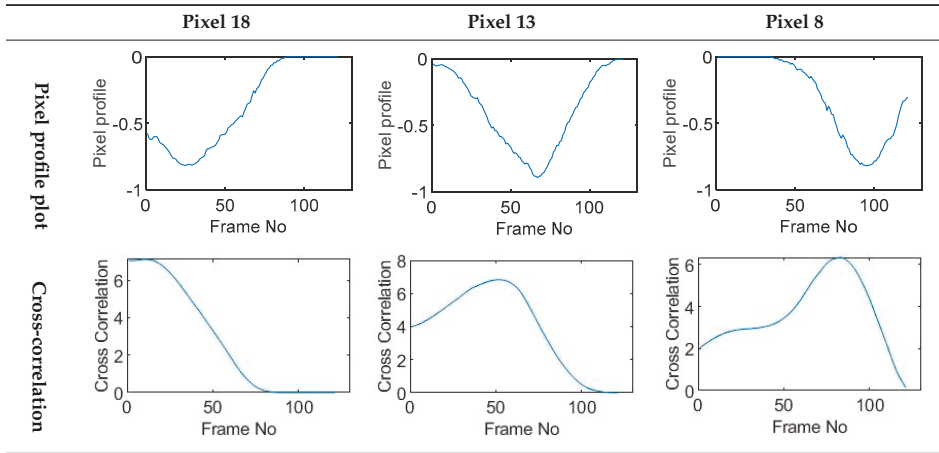 Pixel 18 Pixel 13 Pixel 8
Pixel profile plot
0 0 0
Pixel profile Pixel profile Pixel profile
-0.5 -0.5 -0.5
-1 -1 -1
0 50 100 0 50 100 0 50 100
Frame No Frame No Frame No
Cross-correlation
Cross Correlation Cross Correlation Cross Correlation
6 8 6
4 6 4
2 4 2
0 2 0
0
0 50 100 0 50 100 0 50 100
Frame No Frame No Frame No